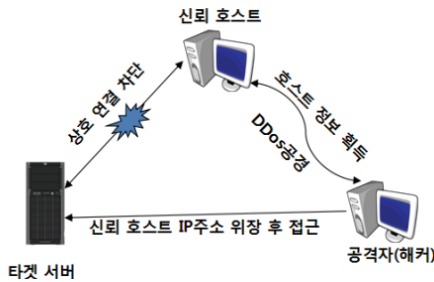 신뢰 호스트
상호 연결 차단
호스트 정보 획득
DDos공경
신뢰 호스트 IP주소 위장 후 접근
공격자(해커)
타겟 서버